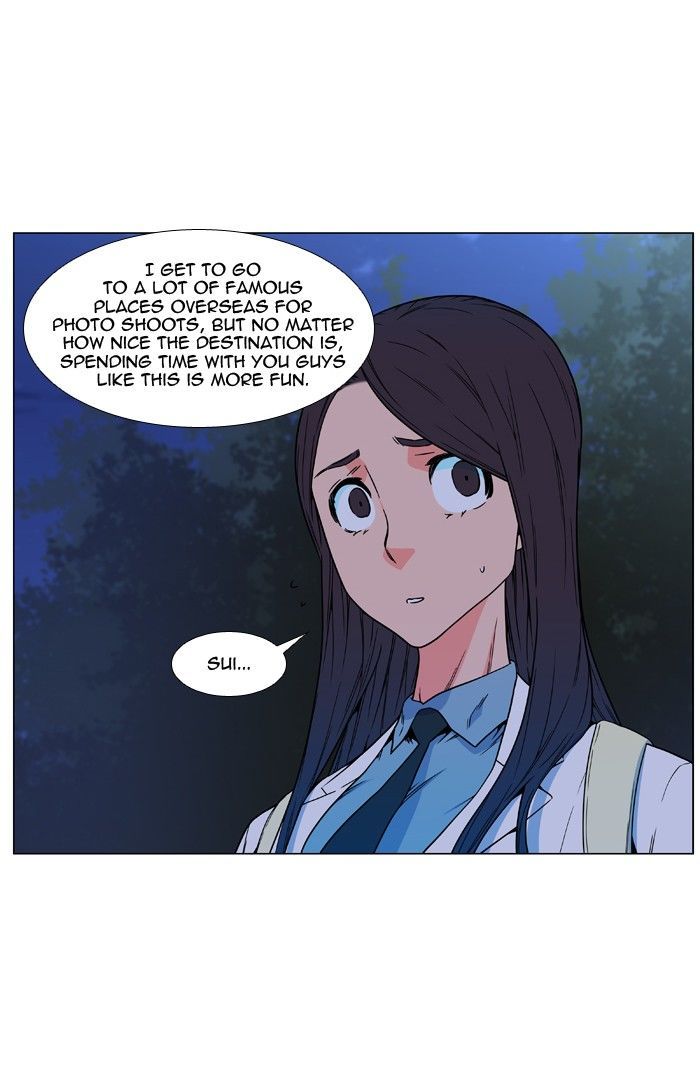 I GET TO GO
TO A LOT OF FAMOUS
PLACES OVERSEAS FOR
PHOTO SHOOTS, BUT NO MATTER
HOW NICE THE DESTINATION IS,
SPENDING TIME WITH YOU GUYS
LIKE THIS IS MORE FUN.
SUI...